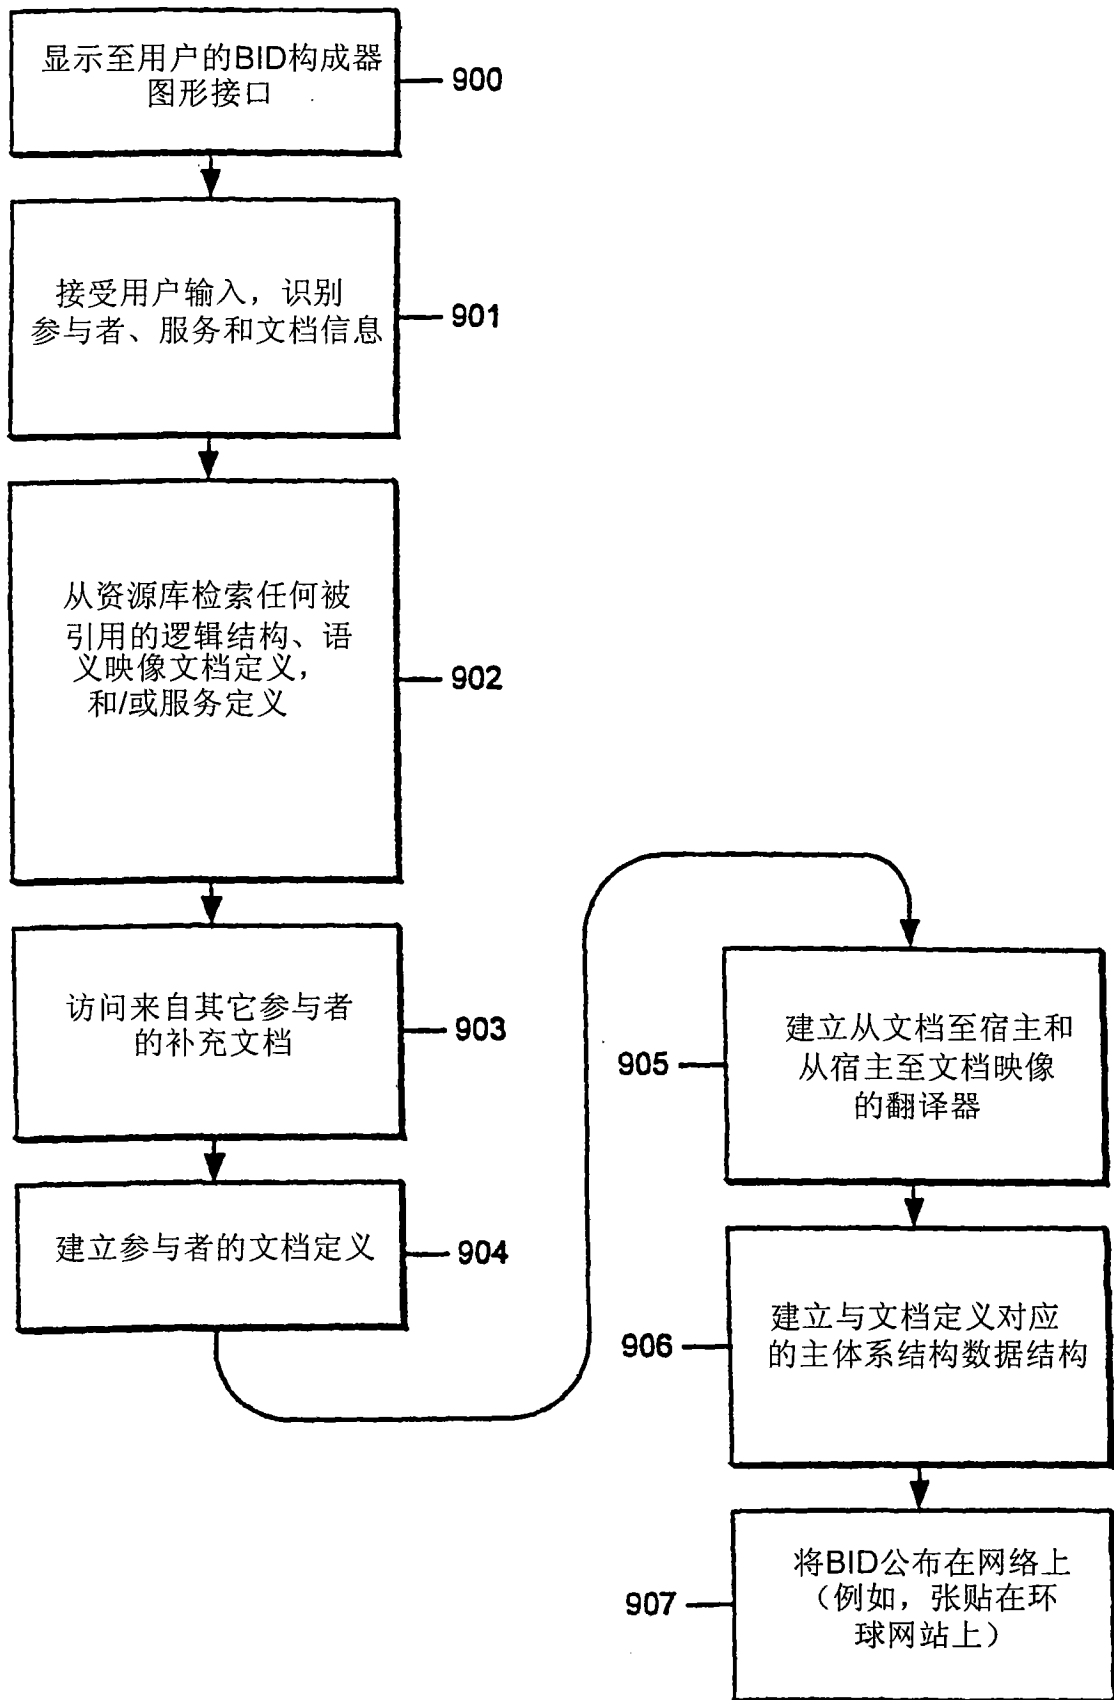 显示至用户的BID构成器
图形接口
900
接受用户输入，识别
参与者、服务和文档信息
901
从资源库检索任何被
引用的逻辑结构、语
义映像文档定义，
和/或服务定义
902
访问来自其它参与者
的补充文档
903
建立参与者的文档定义
904
建立从文档至宿主和
从宿主至文档映像
的翻译器
905
建立与文档定义对应
的主体系结构数据结构
906
将BID公布在网络上
（例如，张贴在环
球网站上）
907